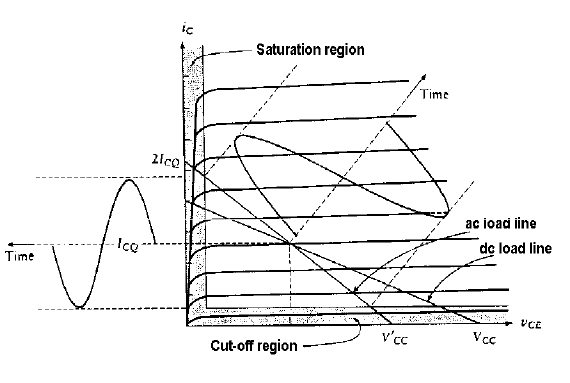 iC
Saturation region
Time
2ICQ
ac load line
dc load line
ICQ
Time
vCE
V'CC
VCC
Cut-off region